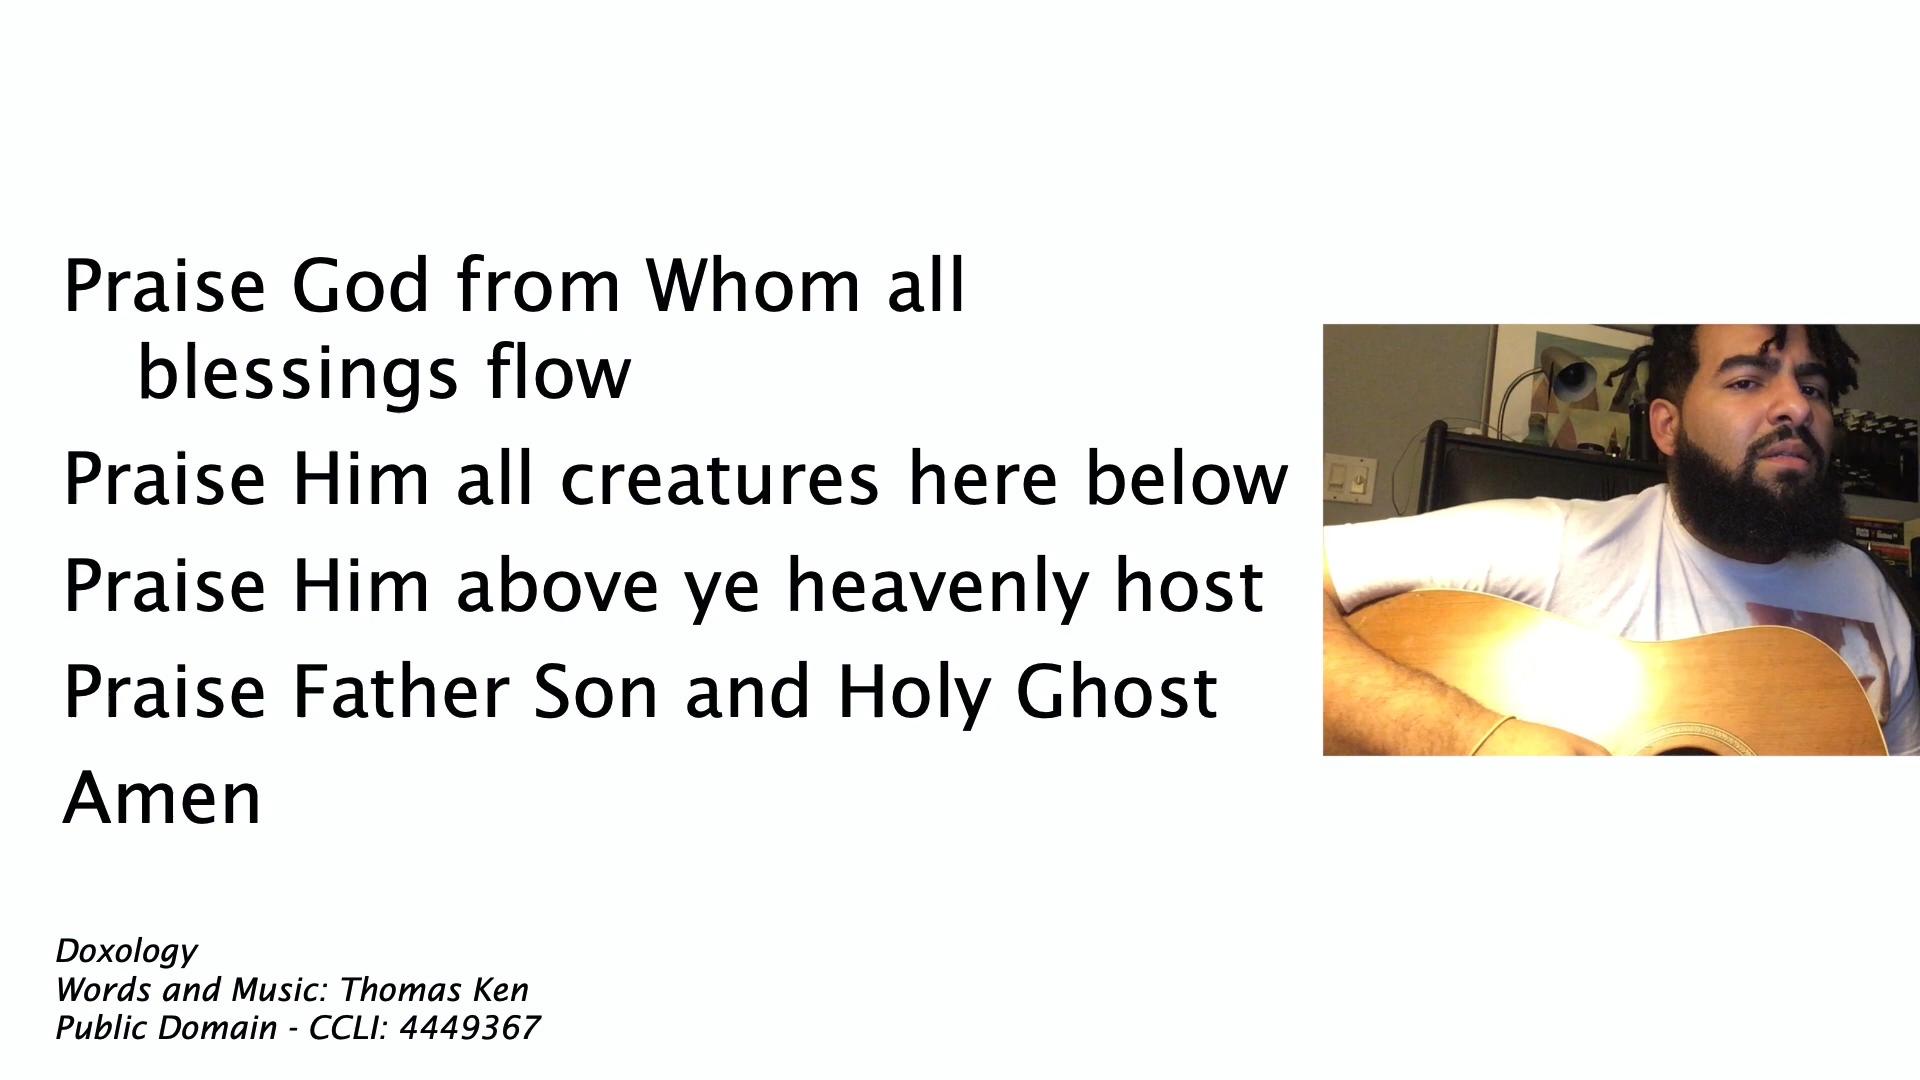 Praise God from Whom all
blessings flow
Praise Him all creatures here below
Praise Him above ye heavenly host
Praise Father Son and Holy Ghost
Amen
Doxology
Words and Music: Thomas Ken
Public Domain - CCLI: 4449367